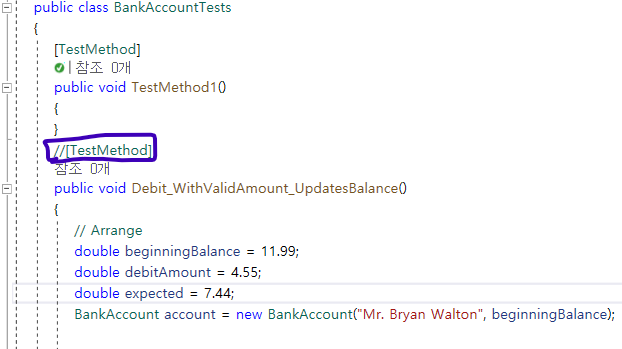 public class BankAccountTests
{
[TestMethod]
| 참조 0개
public void TestMethod1()
{
}
//[TestMethod]
참조 0개
public void Debit_WithValidAmount_UpdatesBalance()
{
// Arrange
double beginningBalance = 11.99;
double debitAmount = 4.55;
double expected = 7.44;
BankAccount account = new BankAccount("Mr. Bryan Walton", beginningBalance);